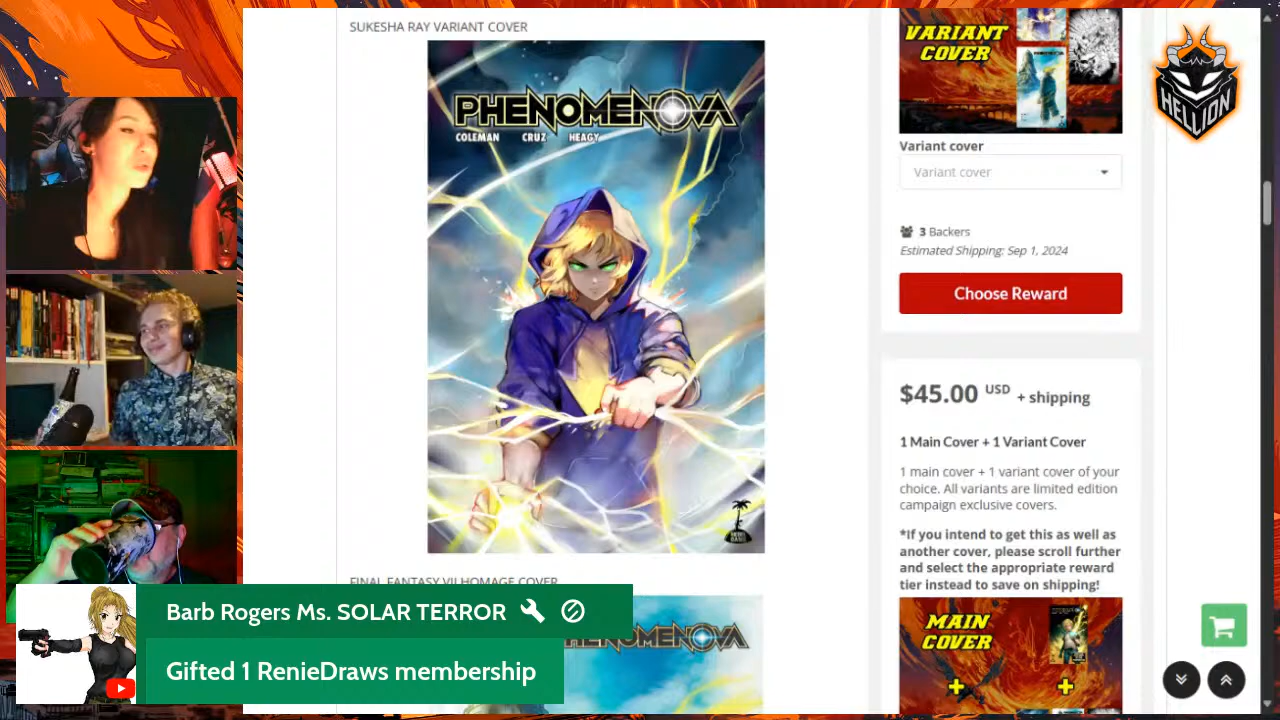 SUKESHA RAY VARIANT COVER
PHENOMENOVA
COLEMAN CRUZ HEAGY
FINAL FANTASY VII HOMAGE COVER
PHENOMENOVA
VARIANT
COVER
HELLION
Variant cover
Variant cover
3 Backers
Estimated Shipping: Sep 1, 2024
Choose Reward
$45.00 USD + shipping
1 Main Cover + 1 Variant Cover
1 main cover + 1 variant cover of your
choice. All variants are limited edition
campaign exclusive covers.
*If you intend to get this as well as
another cover, please scroll further
and select the appropriate reward
tier instead to save on shipping!
MAIN
COVER
+ +
Barb Rogers Ms. SOLAR TERROR
Gifted 1 RenieDraws membership